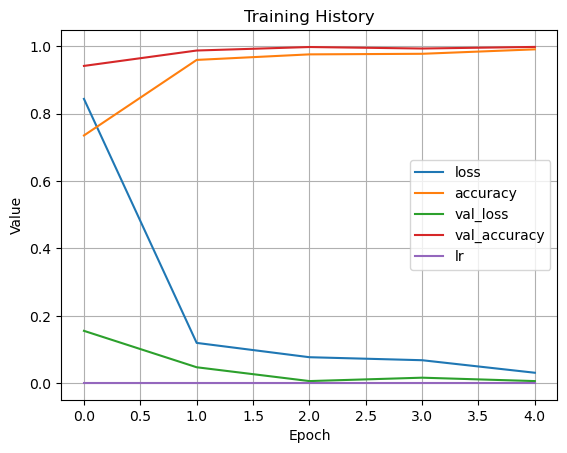 Training History
Value
1.0
0.8
0.6
0.4
0.2
0.0
loss
accuracy
val_loss
val_accuracy
lr
0.0 0.5 1.0 1.5 2.0 2.5 3.0 3.5 4.0
Epoch